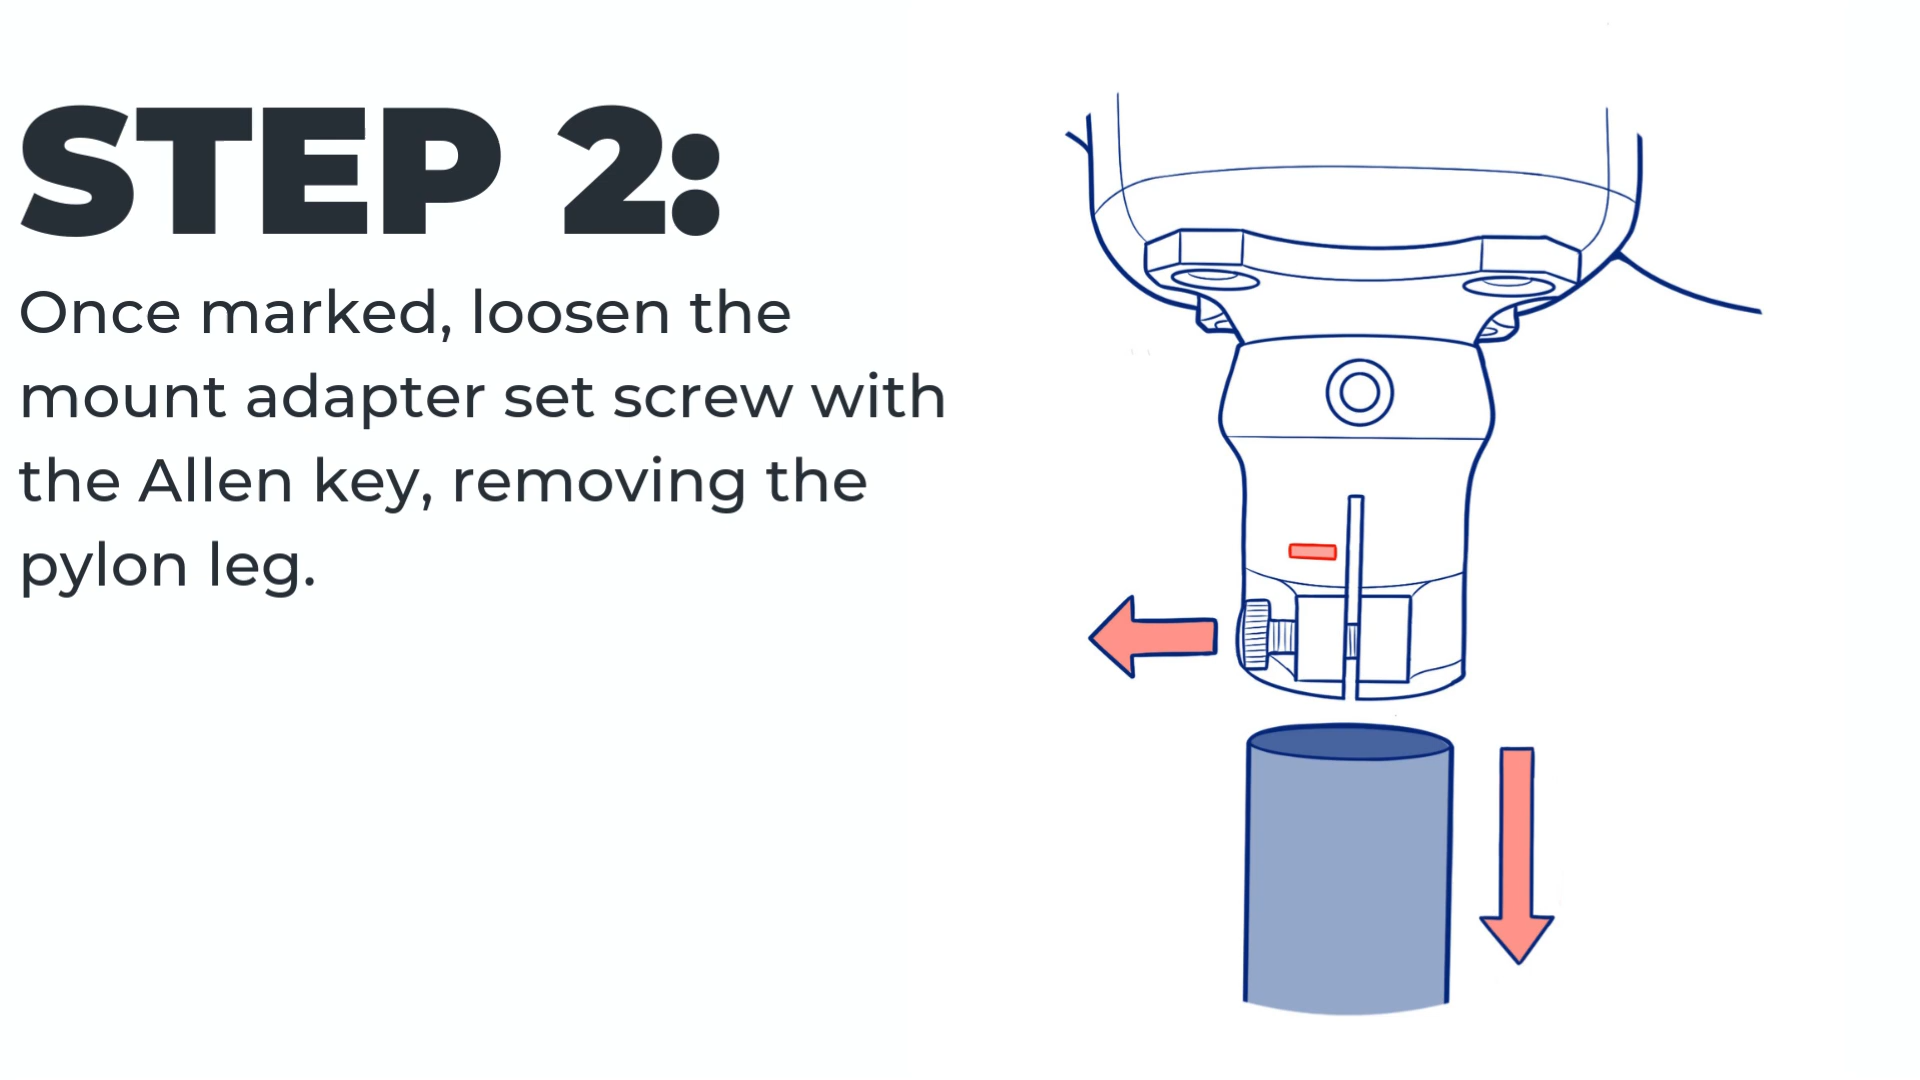 STEP 2:
Once marked, loosen the
mount adapter set screw with
the Allen key, removing the
pylon leg.